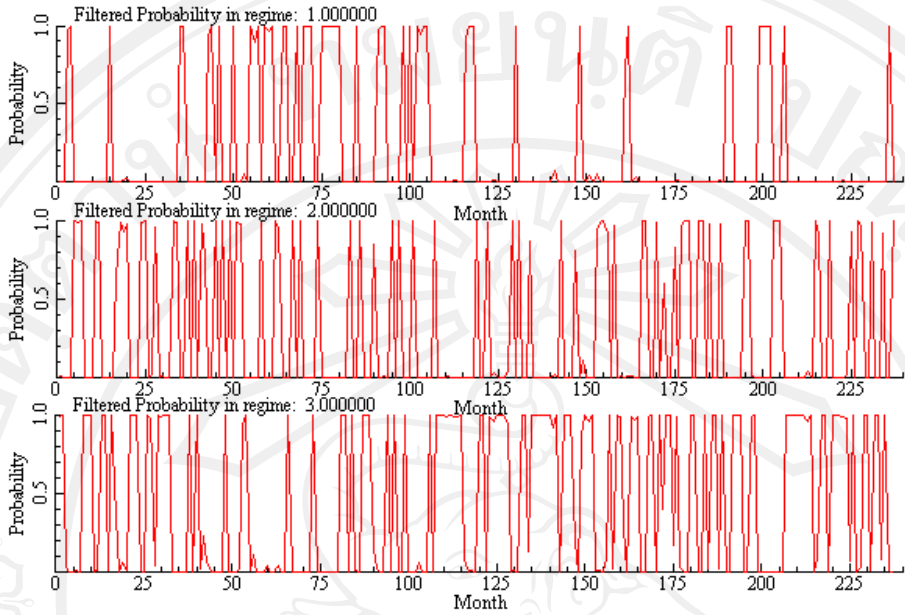 Filtered Probability in regime: 1.000000
1.0
0.5
Probability
0 25 50 75 100 125 150 175 200 225
Month
Filtered Probability in regime: 2.000000
1.0
0.5
Probability
0 25 50 75 100 125 150 175 200 225
Month
Filtered Probability in regime: 3.000000
1.0
0.5
Probability
0 25 50 75 100 125 150 175 200 225
Month